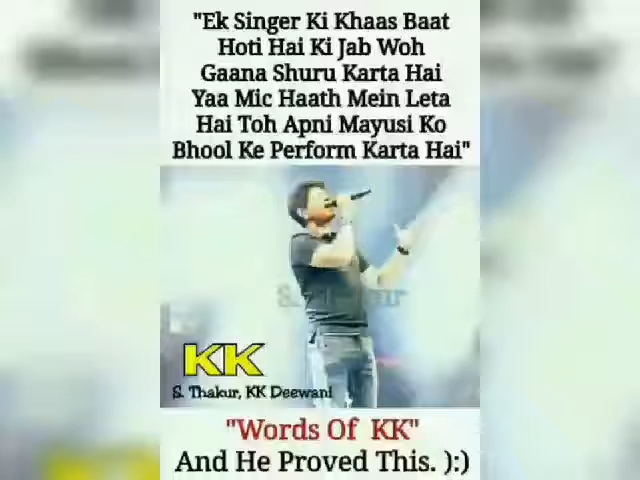 "Ek Singer Ki Khaas Baat
Hoti Hai Ki Jab Woh
Gaana Shuru Karta Hai
Yaa Mic Haath Mein Leta
Hai Toh Apni Mayusi Ko
Bhool Ke Perform Karta Hai"
S. Thakur
KK
S. Thakur, KK Deewani
"Words Of KK"
And He Proved This. ):)